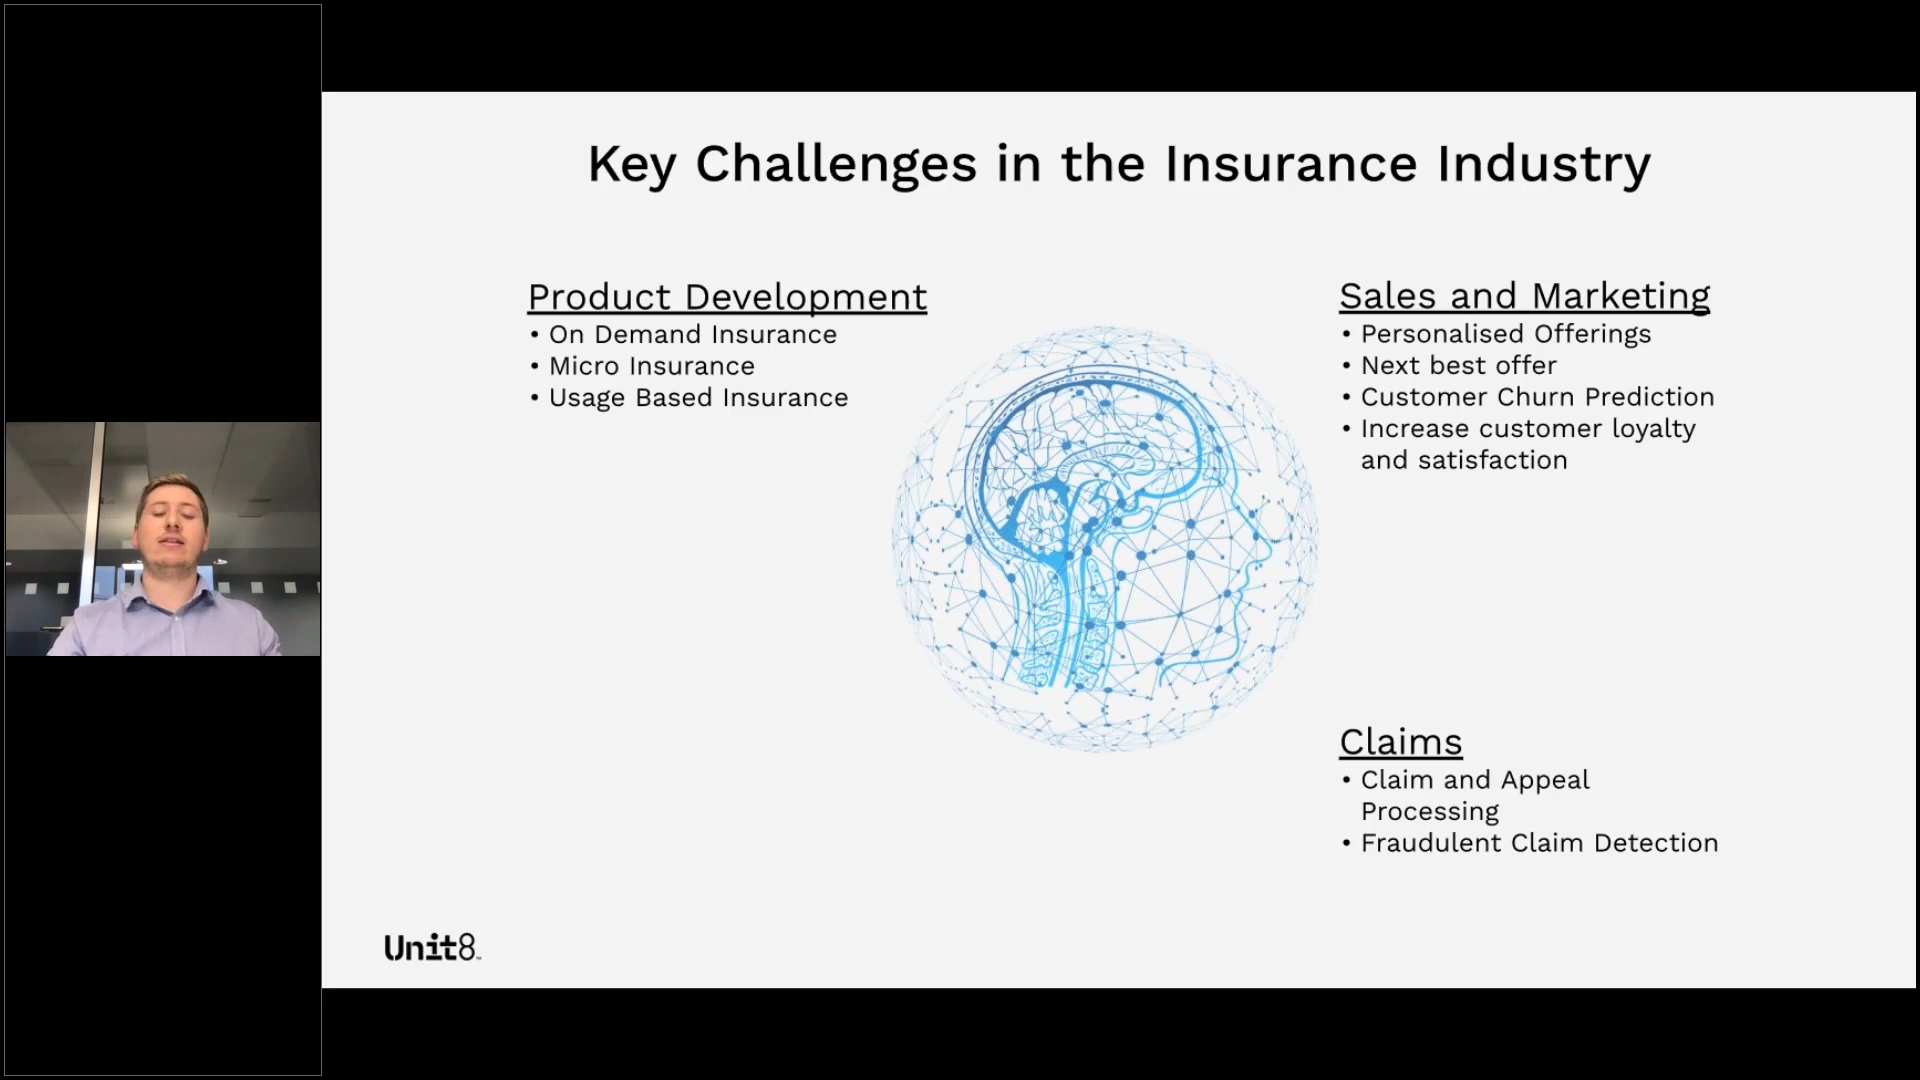 Key Challenges in the Insurance Industry
Product Development
• On Demand Insurance
• Micro Insurance
• Usage Based Insurance
Sales and Marketing
• Personalised Offerings
• Next best offer
• Customer Churn Prediction
• Increase customer loyalty
and satisfaction
Claims
• Claim and Appeal
Processing
• Fraudulent Claim Detection
Unit8